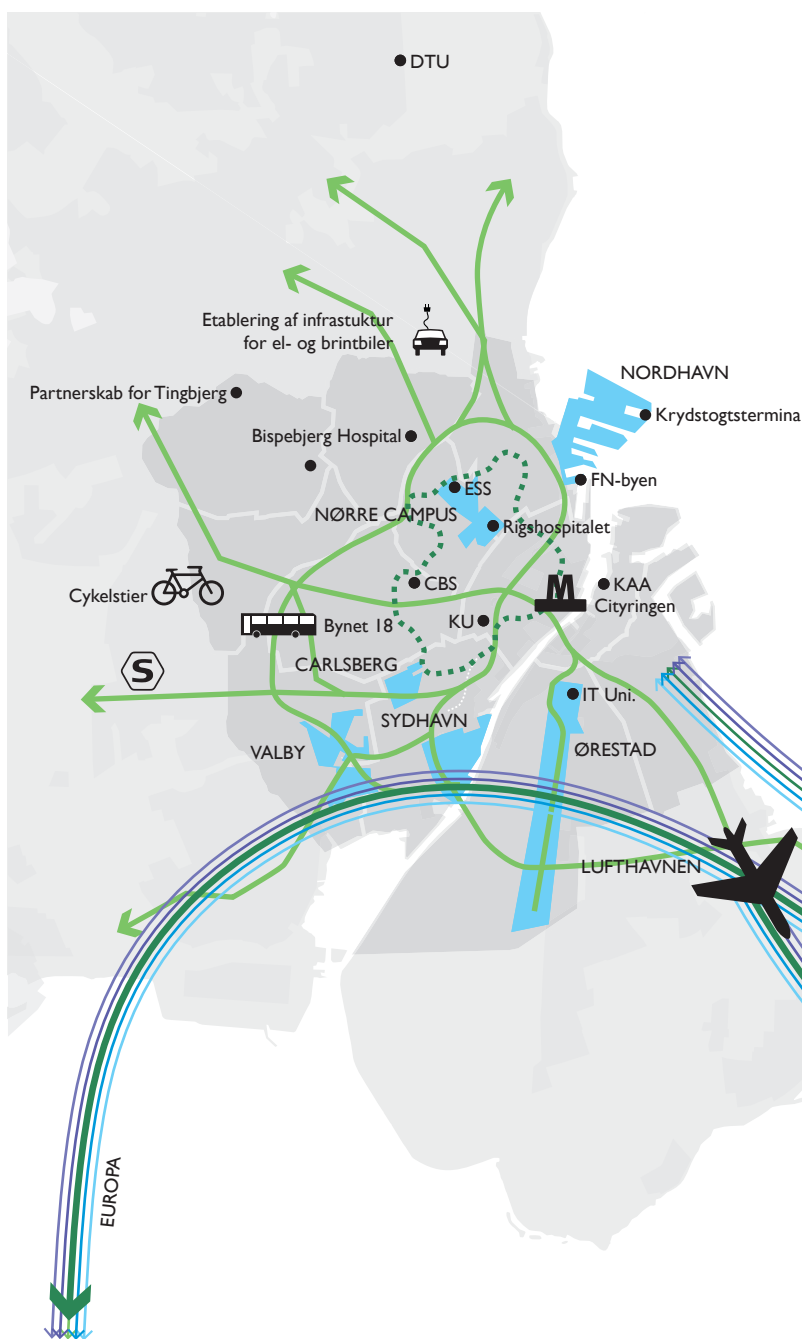 DTU
Etablering af infrastuktur
for el- og brintbiler
NORDHAVN
Partnerskab for Tingbjerg
Krydstogtstermina
Bispebjerg Hospital
FN-byen
ESS
NØRRE CAMPUS
Rigshospitalet
CBS
KAA
Cykelstier
M
Cityringen
Bynet 18
KU
CARLSBERG
S
IT Uni.
SYDHAVN
VALBY
ØRESTAD
LUFTHAVNEN
EUROPA